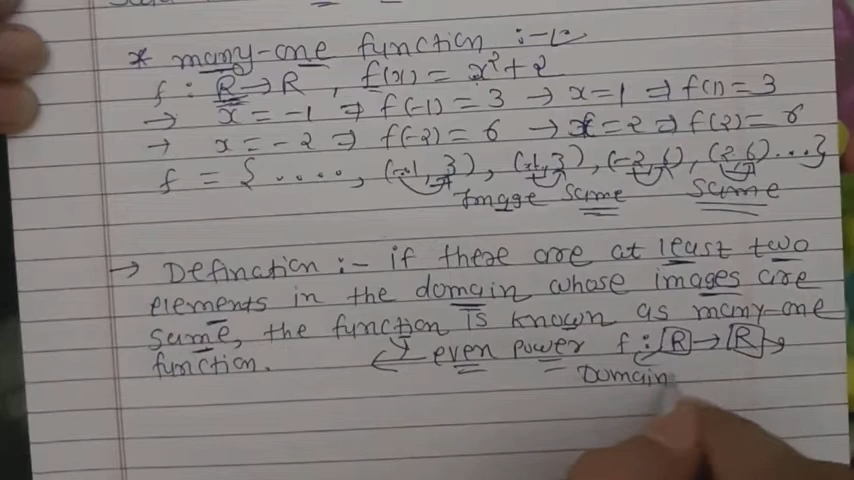 * many-one function :-
f : R → R , f(x) = x² + 2
→ x = -1 ⇒ f(-1) = 3 → x = 1 ⇒ f(1) = 3
→ x = -2 ⇒ f(-2) = 6 → x = 2 ⇒ f(2) = 6
f = { ....., (-1, 3), (1, 3), (-2, 6), (2, 6) ...}
Image Same Same
→ Defination :- if there are at least two
elements in the domain whose images are
same, the function is known as many-one
function. even power f : R → R
Domain